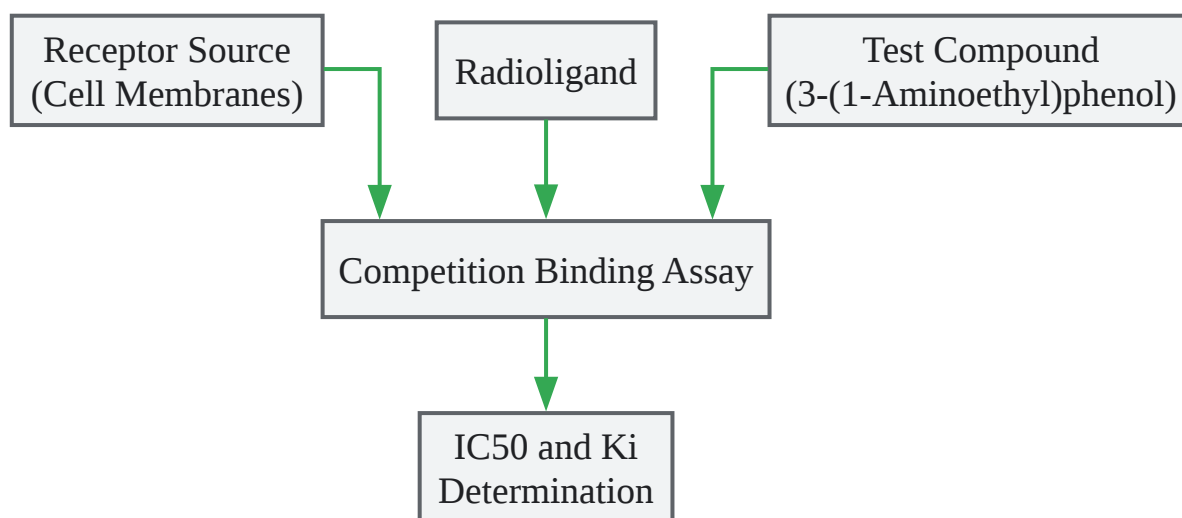 Receptor Source
(Cell Membranes)
Radioligand
Test Compound
(3-(1-Aminoethyl)phenol)
Competition Binding Assay
IC50 and Ki
Determination